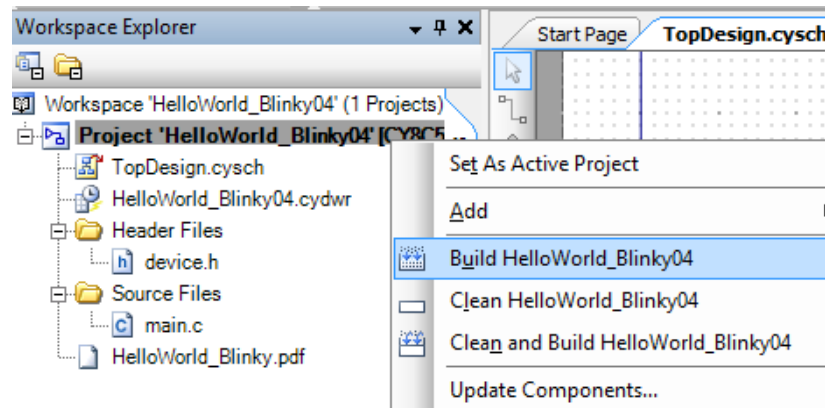 Workspace Explorer
Start Page
TopDesign.cysch
Workspace 'HelloWorld_Blinky04' (1 Projects)
Project 'HelloWorld_Blinky04' [CY8C5
TopDesign.cysch
HelloWorld_Blinky04.cydwr
Header Files
h device.h
Source Files
C main.c
HelloWorld_Blinky.pdf
Set As Active Project
Add
Build HelloWorld_Blinky04
Clean HelloWorld_Blinky04
Clean and Build HelloWorld_Blinky04
Update Components...